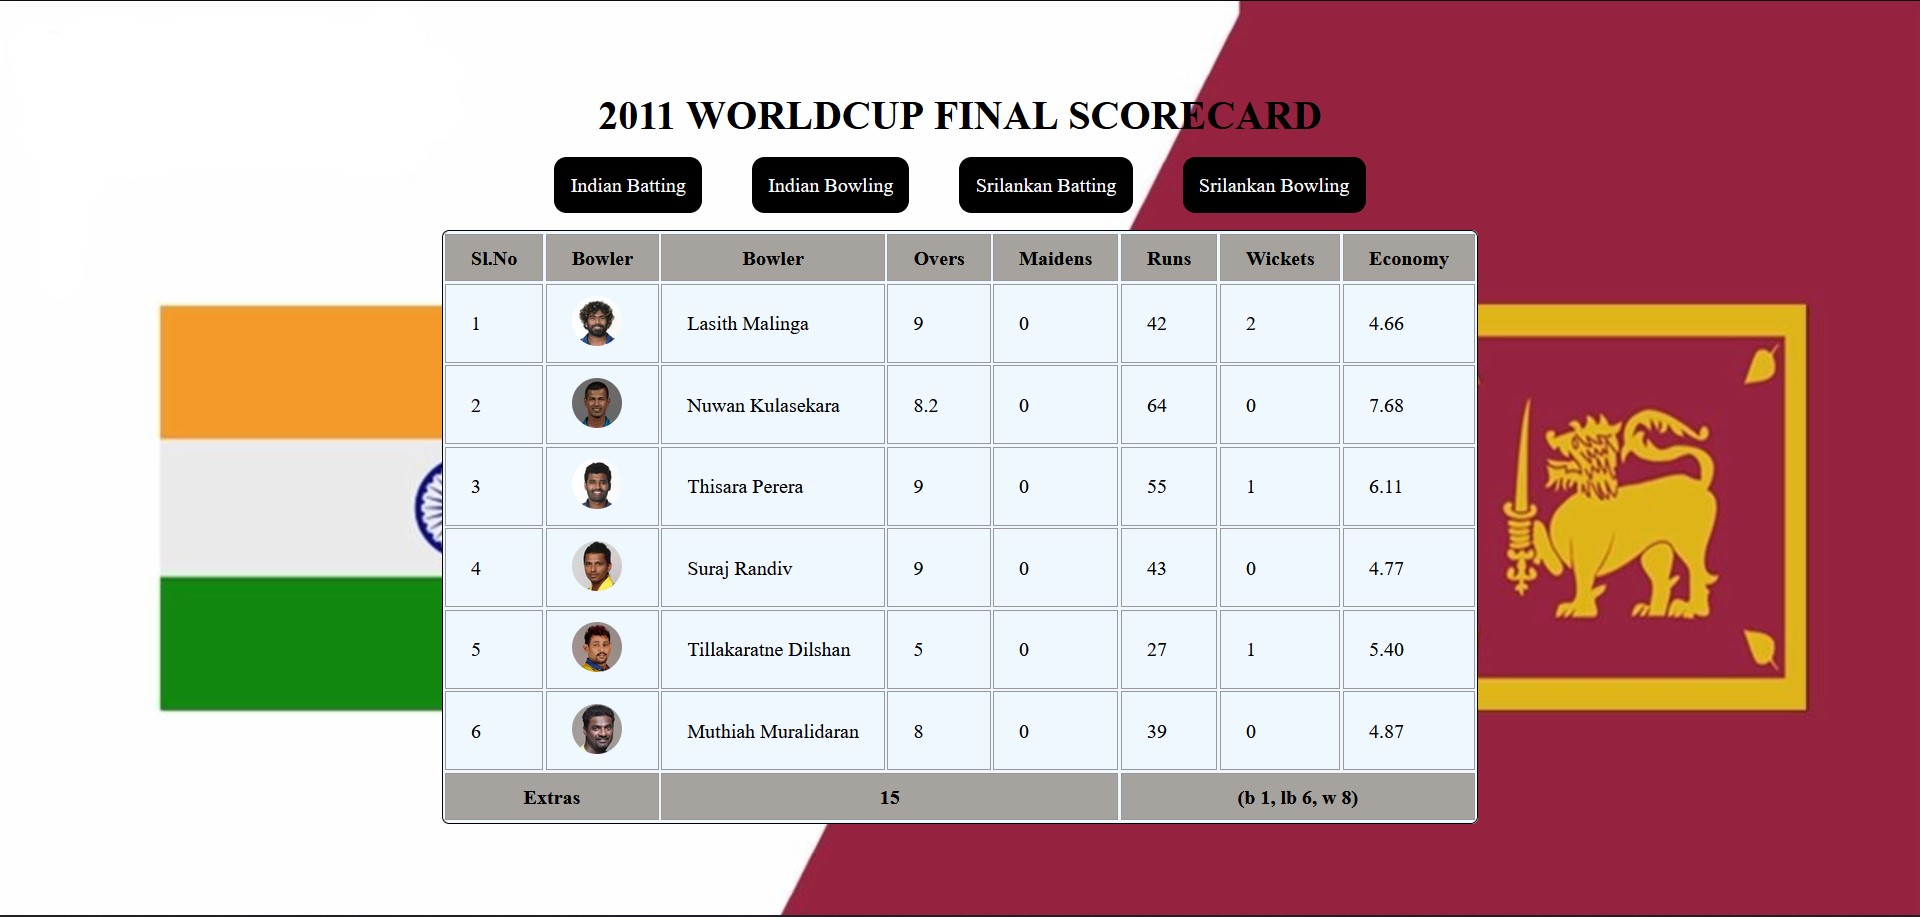 2011 WORLDCUP FINAL SCORECARD
Indian Batting Indian Bowling Srilankan Batting Srilankan Bowling
Sl.No Bowler Bowler Overs Maidens Runs Wickets Economy
1 Lasith Malinga 9 0 42 2 4.66
2 Nuwan Kulasekara 8.2 0 64 0 7.68
3 Thisara Perera 9 0 55 1 6.11
4 Suraj Randiv 9 0 43 0 4.77
5 Tillakaratne Dilshan 5 0 27 1 5.40
6 Muthiah Muralidaran 8 0 39 0 4.87
Extras 15 (b 1, lb 6, w 8)